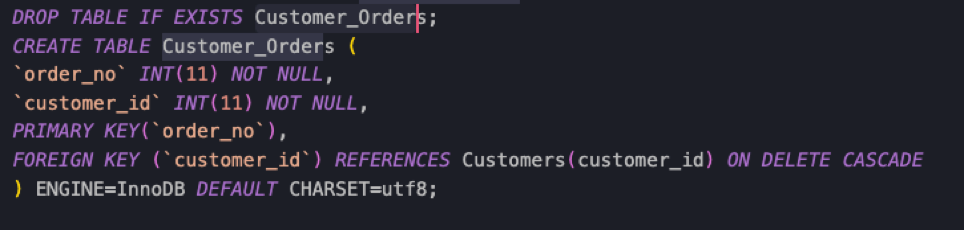 DROP TABLE IF EXISTS Customer_Orders;
CREATE TABLE Customer_Orders (
`order_no` INT(11) NOT NULL,
`customer_id` INT(11) NOT NULL,
PRIMARY KEY(`order_no`),
FOREIGN KEY (`customer_id`) REFERENCES Customers(customer_id) ON DELETE CASCADE
) ENGINE=InnoDB DEFAULT CHARSET=utf8;